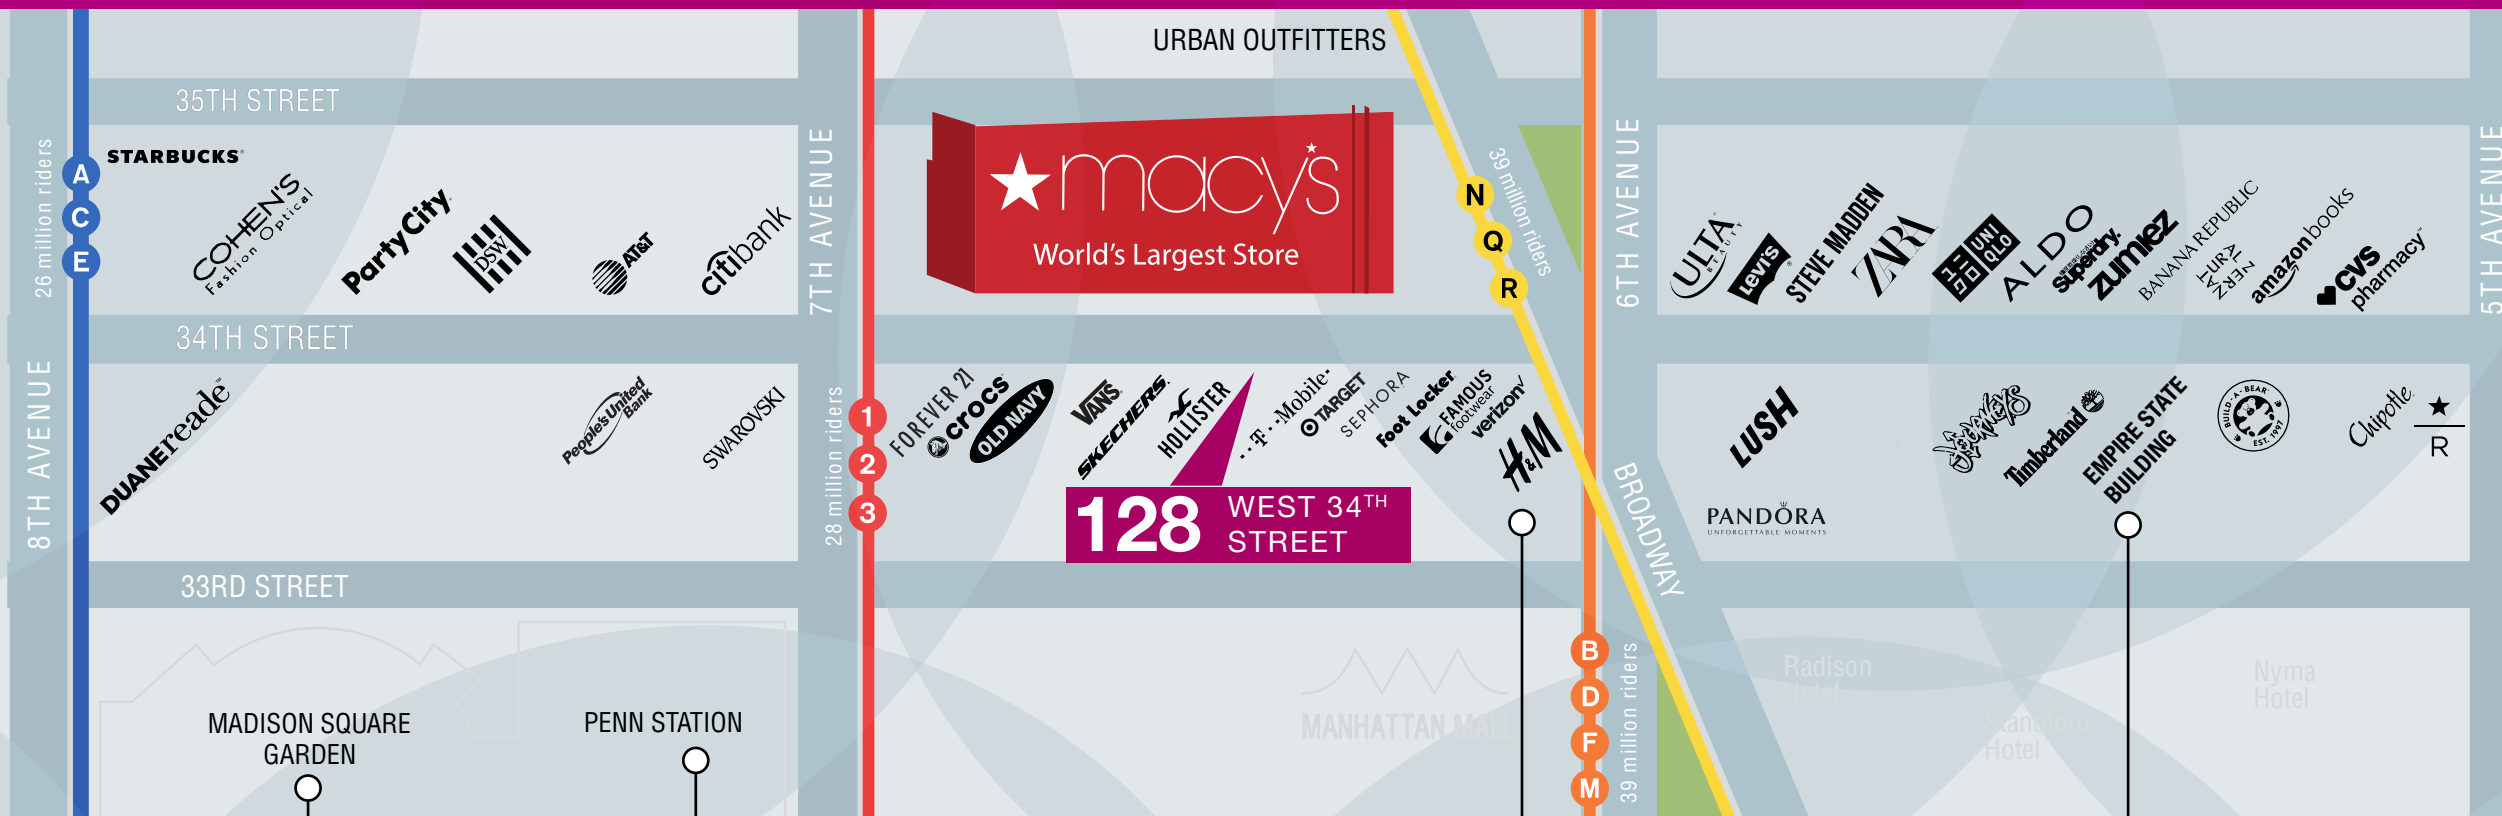 URBAN OUTFITTERS
35TH STREET
STARBUCKS
COHEN'S
Fashion Optical
PartyCity
DSW
AT&T
citibank
7TH AVENUE
macy's
World's Largest Store
26 million riders
A
C
E
N
Q
R
39 million riders
6TH AVENUE
ULTA
BEAUTY
Levi's
STEVE MADDEN
ZARA
UNI
QLO
ALDO
superdry.
zumiez
BANANA REPUBLIC
NATURALIZER
amazonbooks
CVS
pharmacy
5TH AVENUE
34TH STREET
8TH AVENUE
DUANEreade
People's United
Bank
SWAROVSKI
28 million riders
1
2
3
FOREVER 21
crocs
OLD NAVY
VANS
SKECHERS
HOLLISTER
T-Mobile
TARGET
SEPHORA
Foot Locker
FAMOUS
footwear
verizon
H&M
128
WEST 34TH
STREET
BROADWAY
LUSH
PANDORA
UNFORGETTABLE MOMENTS
Timberland
EMPIRE STATE
BUILDING
BUILD-A-BEAR
EST. 1997
Chipotle
R
33RD STREET
MADISON SQUARE
GARDEN
PENN STATION
MANHATTAN MALL
B
D
F
M
39 million riders
Radison
Hotel
Standford
Hotel
Nyma
Hotel